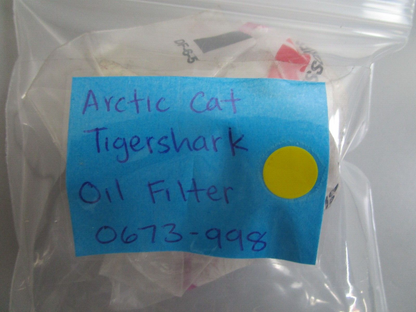 Arctic Cat
Tigershark
Oil Filter
0673-998